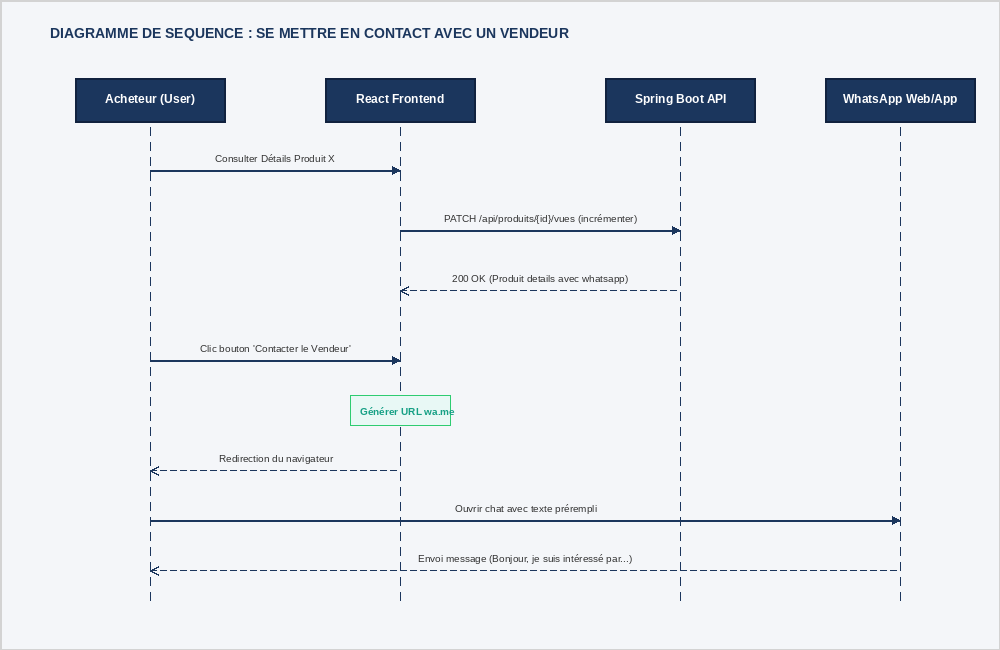 DIAGRAMME DE SEQUENCE : SE METTRE EN CONTACT AVEC UN VENDEUR
Acheteur (User)
React Frontend
Spring Boot API
WhatsApp Web/App
Consulter Détails Produit X
PATCH /api/produits/{id}/vues (incrémenter)
200 OK (Produit details avec whatsapp)
Clic bouton 'Contacter le Vendeur'
Générer URL wa.me
Redirection du navigateur
Ouvrir chat avec texte prérempli
Envoi message (Bonjour, je suis intéressé par...)